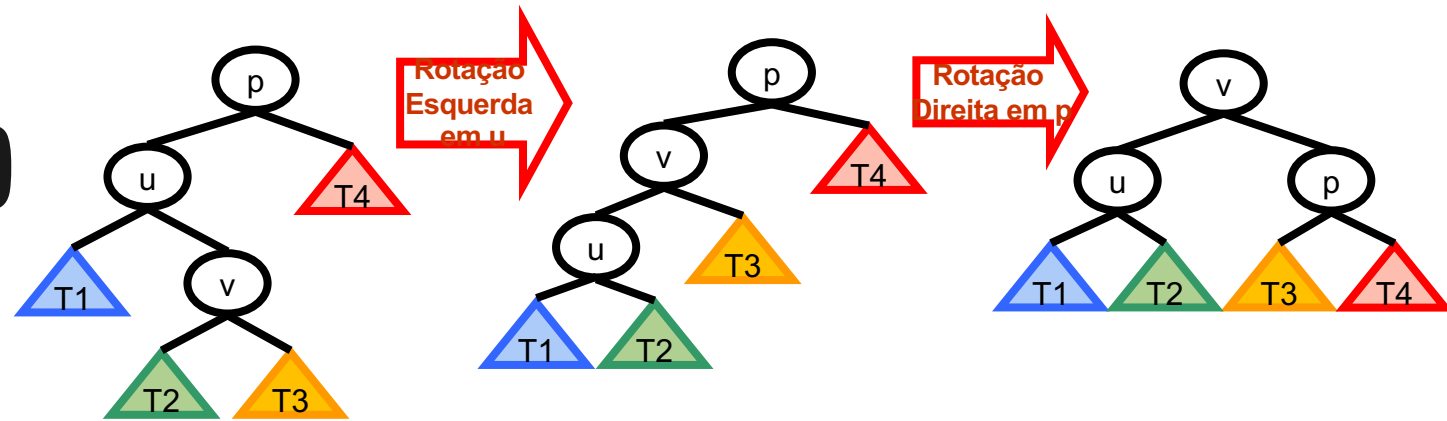 p
u
T4
T1
v
T2
T3
Rotação
Esquerda
em u
p
v
T4
u
T3
T1
T2
Rotação
Direita em p
v
u
p
T1
T2
T3
T4